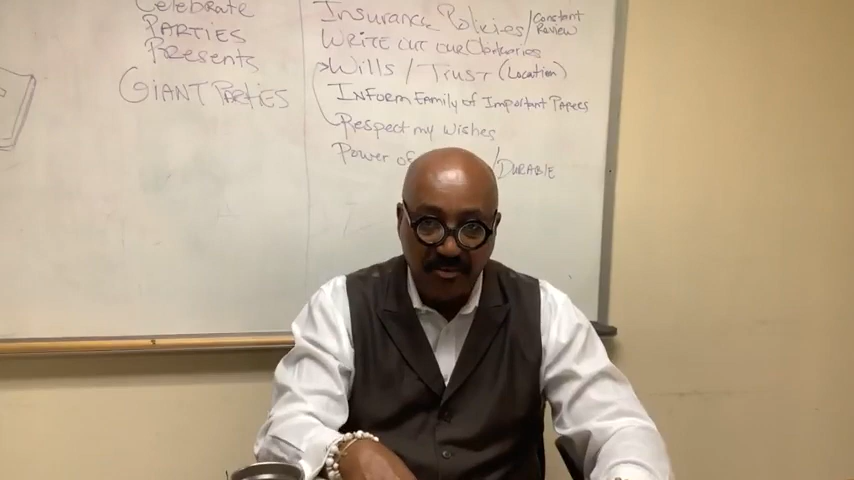 Celebrate
PARTIES
Presents
GIANT PARTIES
Insurance Policies / Constant Review
WRITE OUT OUR Obituaries
>Wills / Trust (Location)
INFORM Family of Important Papers
Respect my Wishes
Power of / DURABLE